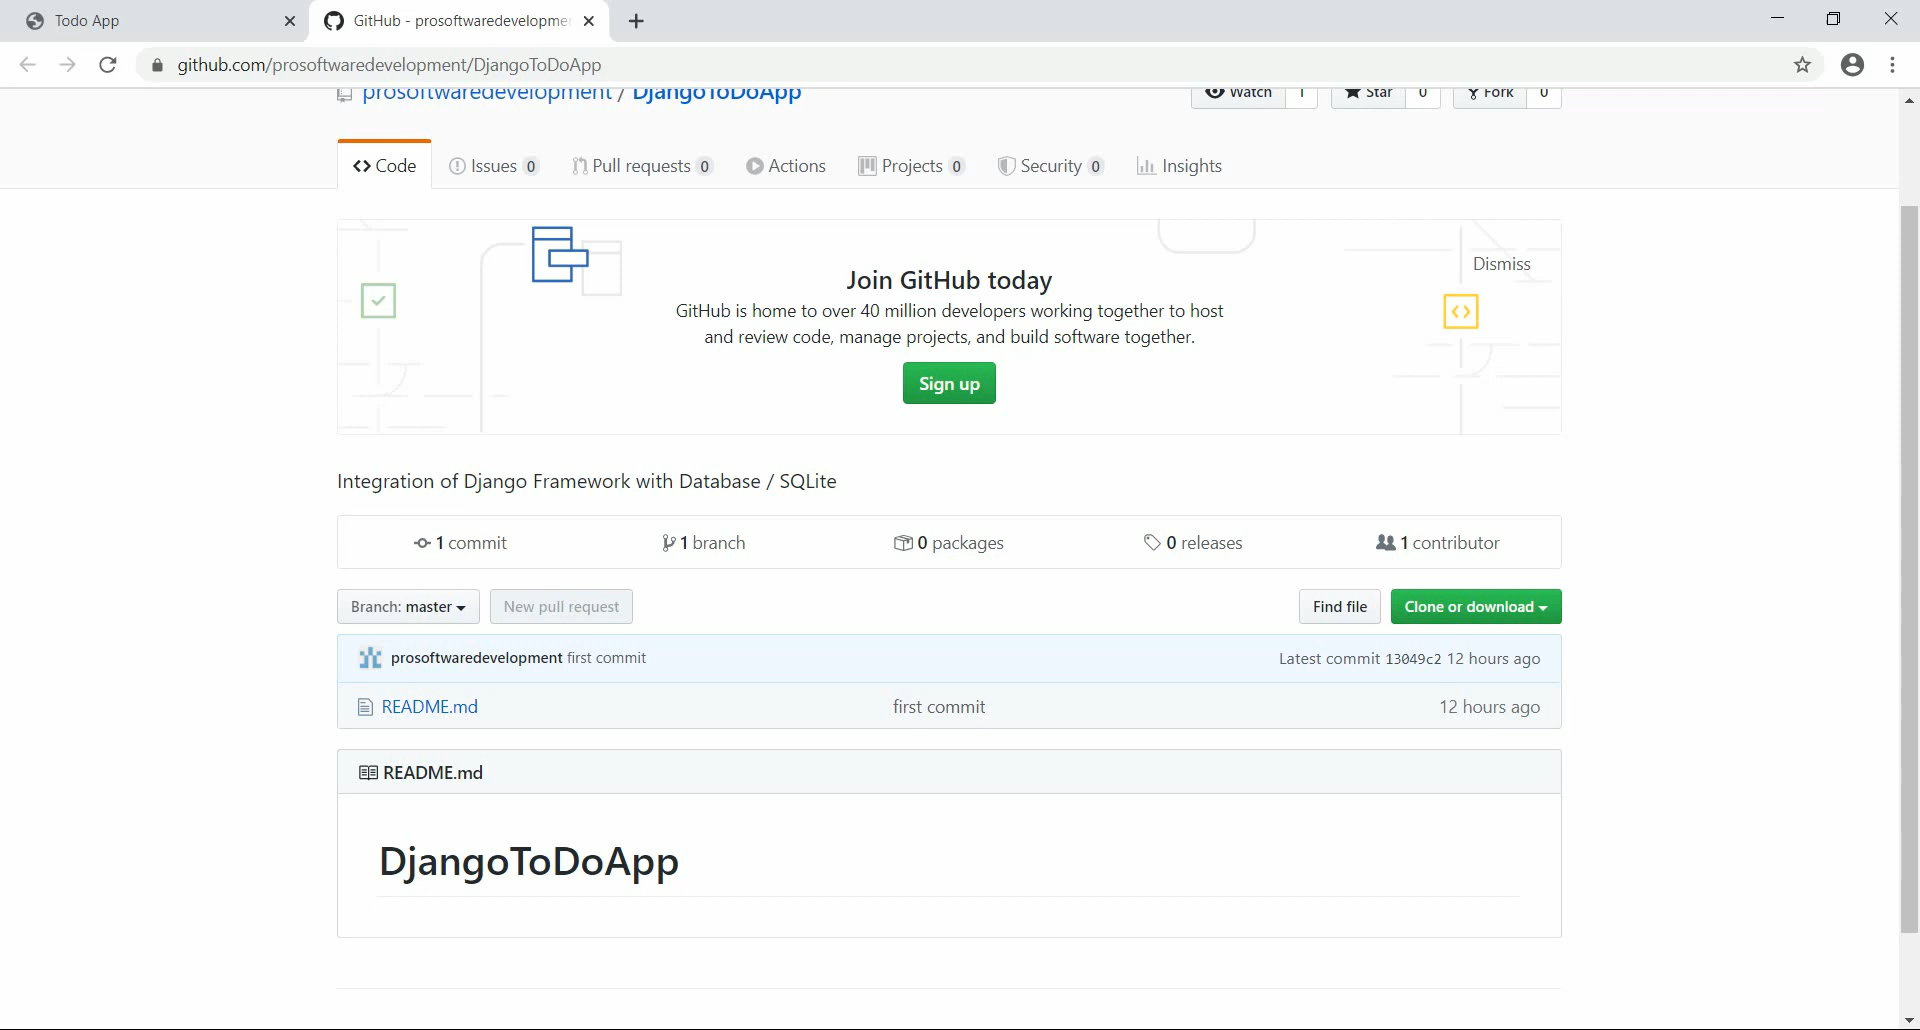 Todo App
GitHub - prosoftwaredevelopme
github.com/prosoftwaredevelopment/DjangoToDoApp
prosoftwaredevelopment / DjangoToDoApp
Watch 1 Star 0 Fork 0
Code Issues 0 Pull requests 0 Actions Projects 0 Security 0 Insights
Dismiss
Join GitHub today
GitHub is home to over 40 million developers working together to host
and review code, manage projects, and build software together.
Sign up
Integration of Django Framework with Database / SQLite
1 commit 1 branch 0 packages 0 releases 1 contributor
Branch: master New pull request Find file Clone or download
prosoftwaredevelopment first commit Latest commit 13049c2 12 hours ago
README.md first commit 12 hours ago
README.md
DjangoToDoApp